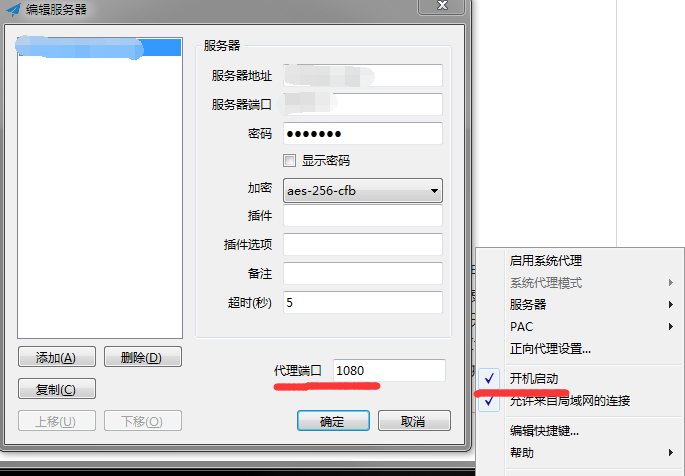 编辑服务器
服务器
服务器地址
服务器端口
密码
显示密码
加密
aes-256-cfb
插件
插件选项
备注
超时(秒)
5
添加(A)
删除(D)
复制(C)
上移(U)
下移(O)
代理端口
1080
确定
取消
启用系统代理
系统代理模式
服务器
PAC
正向代理设置...
开机启动
允许来自局域网的连接
编辑快捷键...
帮助